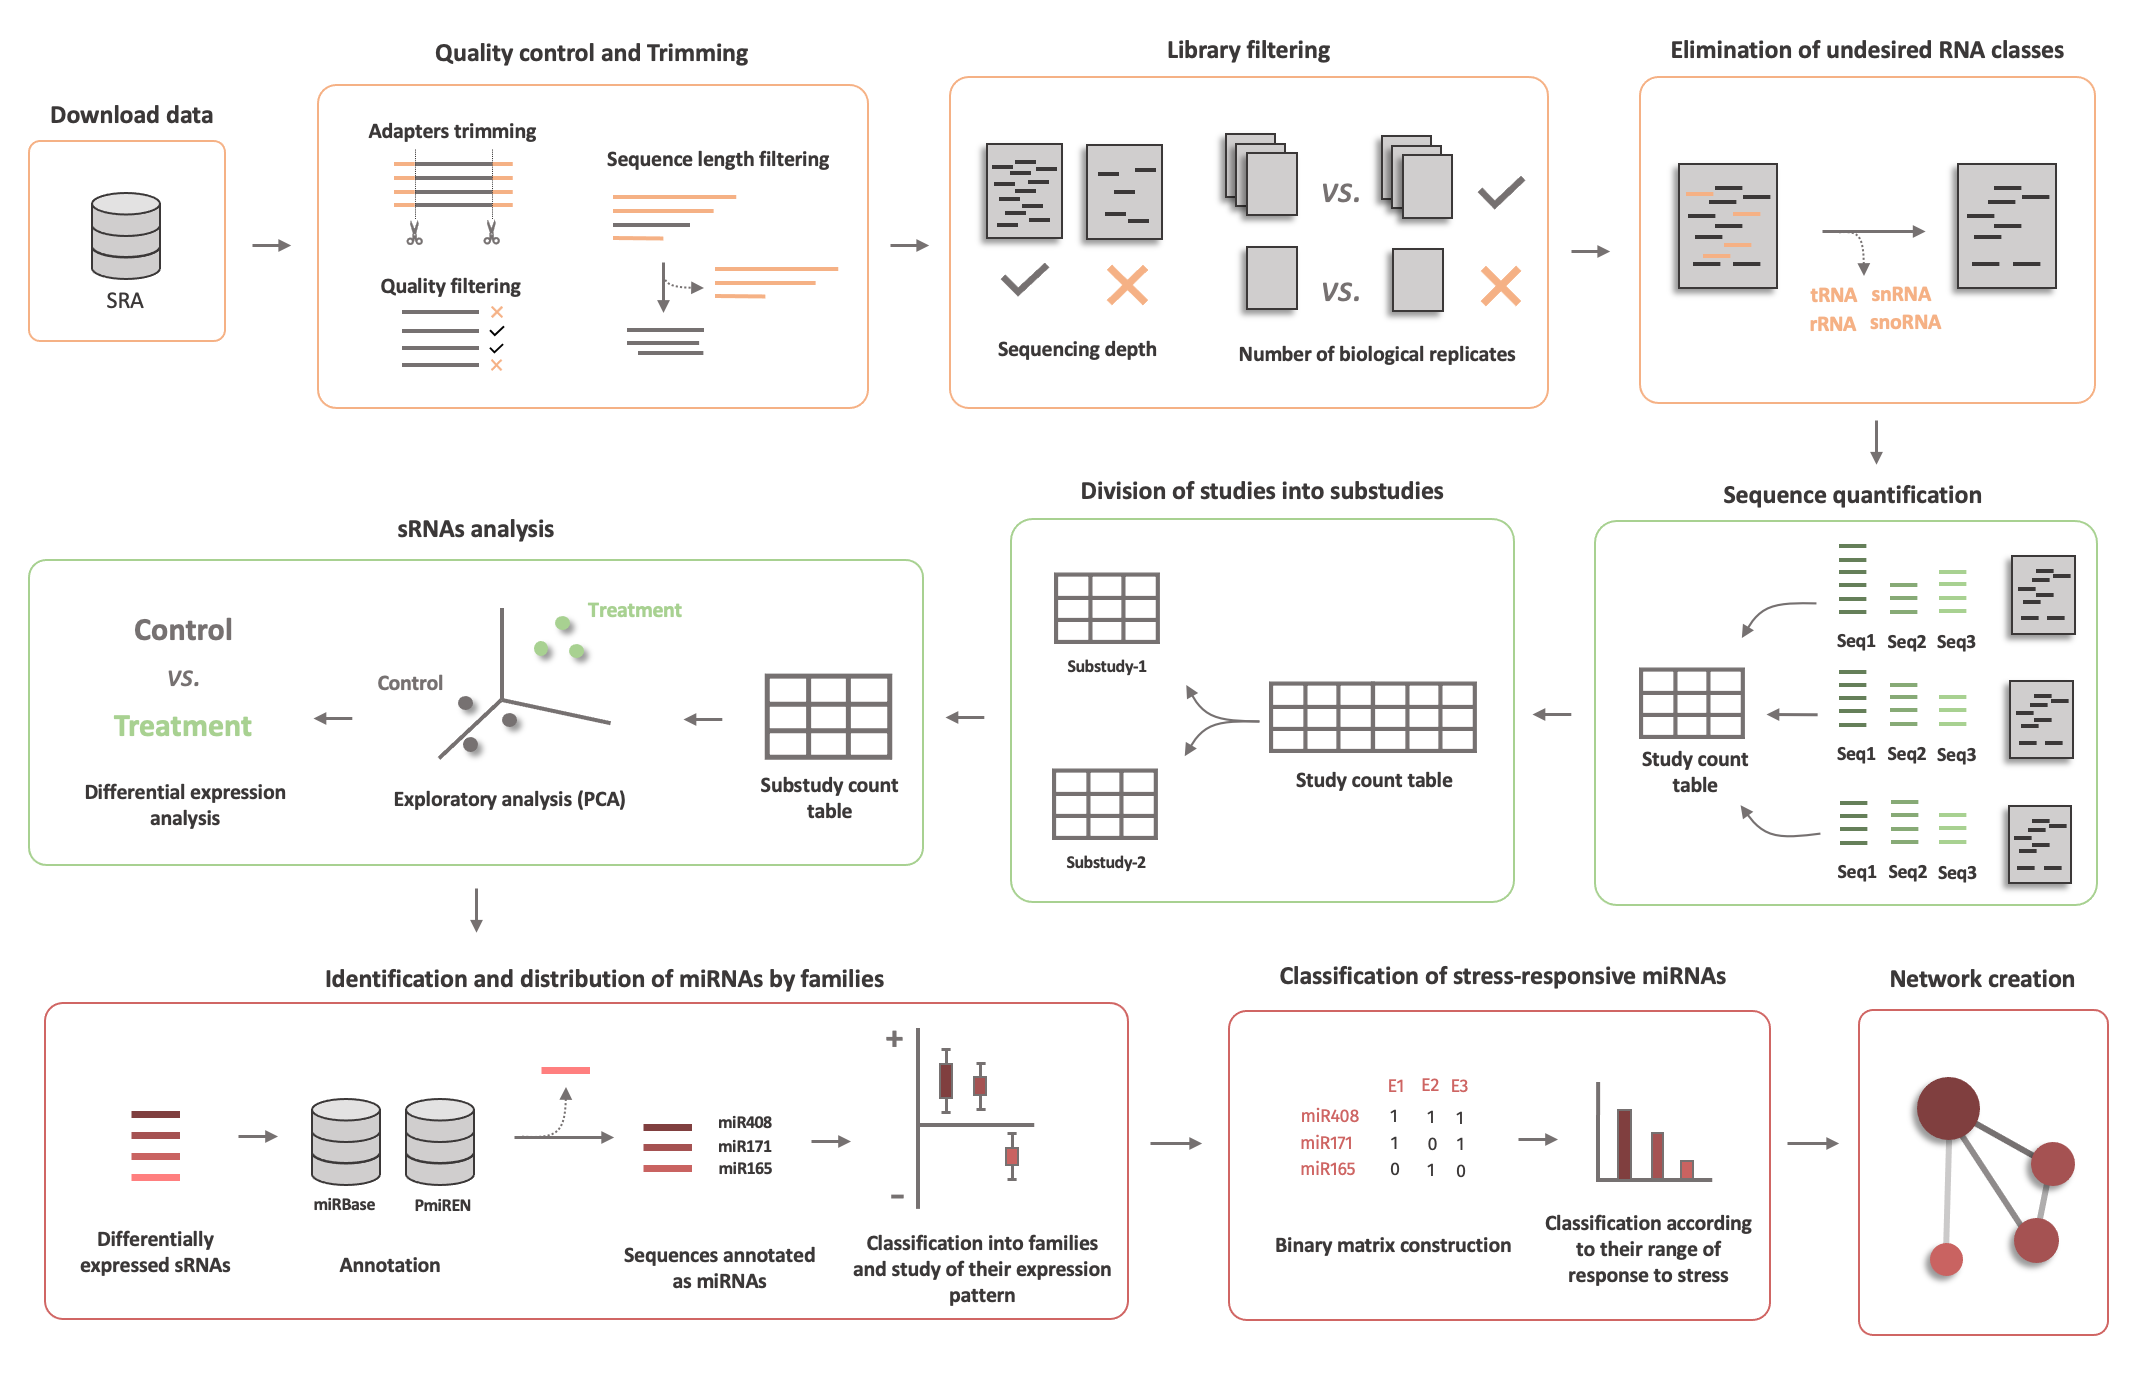 Download data
SRA
Quality control and Trimming
Adapters trimming
Quality filtering
Sequence length filtering
Library filtering
Sequencing depth
vs.
vs.
Number of biological replicates
Elimination of undesired RNA classes
tRNA snRNA
rRNA snoRNA
Sequence quantification
Seq1 Seq2 Seq3
Seq1 Seq2 Seq3
Seq1 Seq2 Seq3
Study count
table
Division of studies into substudies
Study count table
Substudy-1
Substudy-2
sRNAs analysis
Substudy count
table
Treatment
Control
Exploratory analysis (PCA)
Control
vs.
Treatment
Differential expression
analysis
Identification and distribution of miRNAs by families
Differentially
expressed sRNAs
miRBase
PmiREN
Annotation
miR408
miR171
miR165
Sequences annotated
as miRNAs
+
−
Classification into families
and study of their expression
pattern
Classification of stress-responsive miRNAs
E1 E2 E3
miR408 1 1 1
miR171 1 0 1
miR165 0 1 0
Binary matrix construction
Classification according
to their range of
response to stress
Network creation